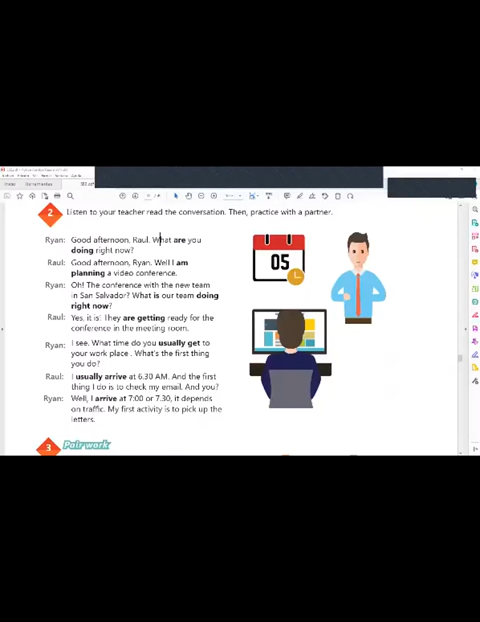 2 Listen to your teacher read the conversation. Then, practice with a partner.
Ryan: Good afternoon, Raul. What are you
doing right now?
Raul: Good afternoon, Ryan. Well I am
planning a video conference.
Ryan: Oh! The conference with the new team
in San Salvador? What is our team doing
right now?
Raul: Yes, it is! They are getting ready for the
conference in the meeting room.
Ryan: I see. What time do you usually get to
your work place . What's the first thing
you do?
Raul: I usually arrive at 6.30 AM. And the first
thing I do is to check my email. And you?
Ryan: Well, I arrive at 7:00 or 7.30, it depends
on traffic. My first activity is to pick up the
letters.
05
3 Pair work